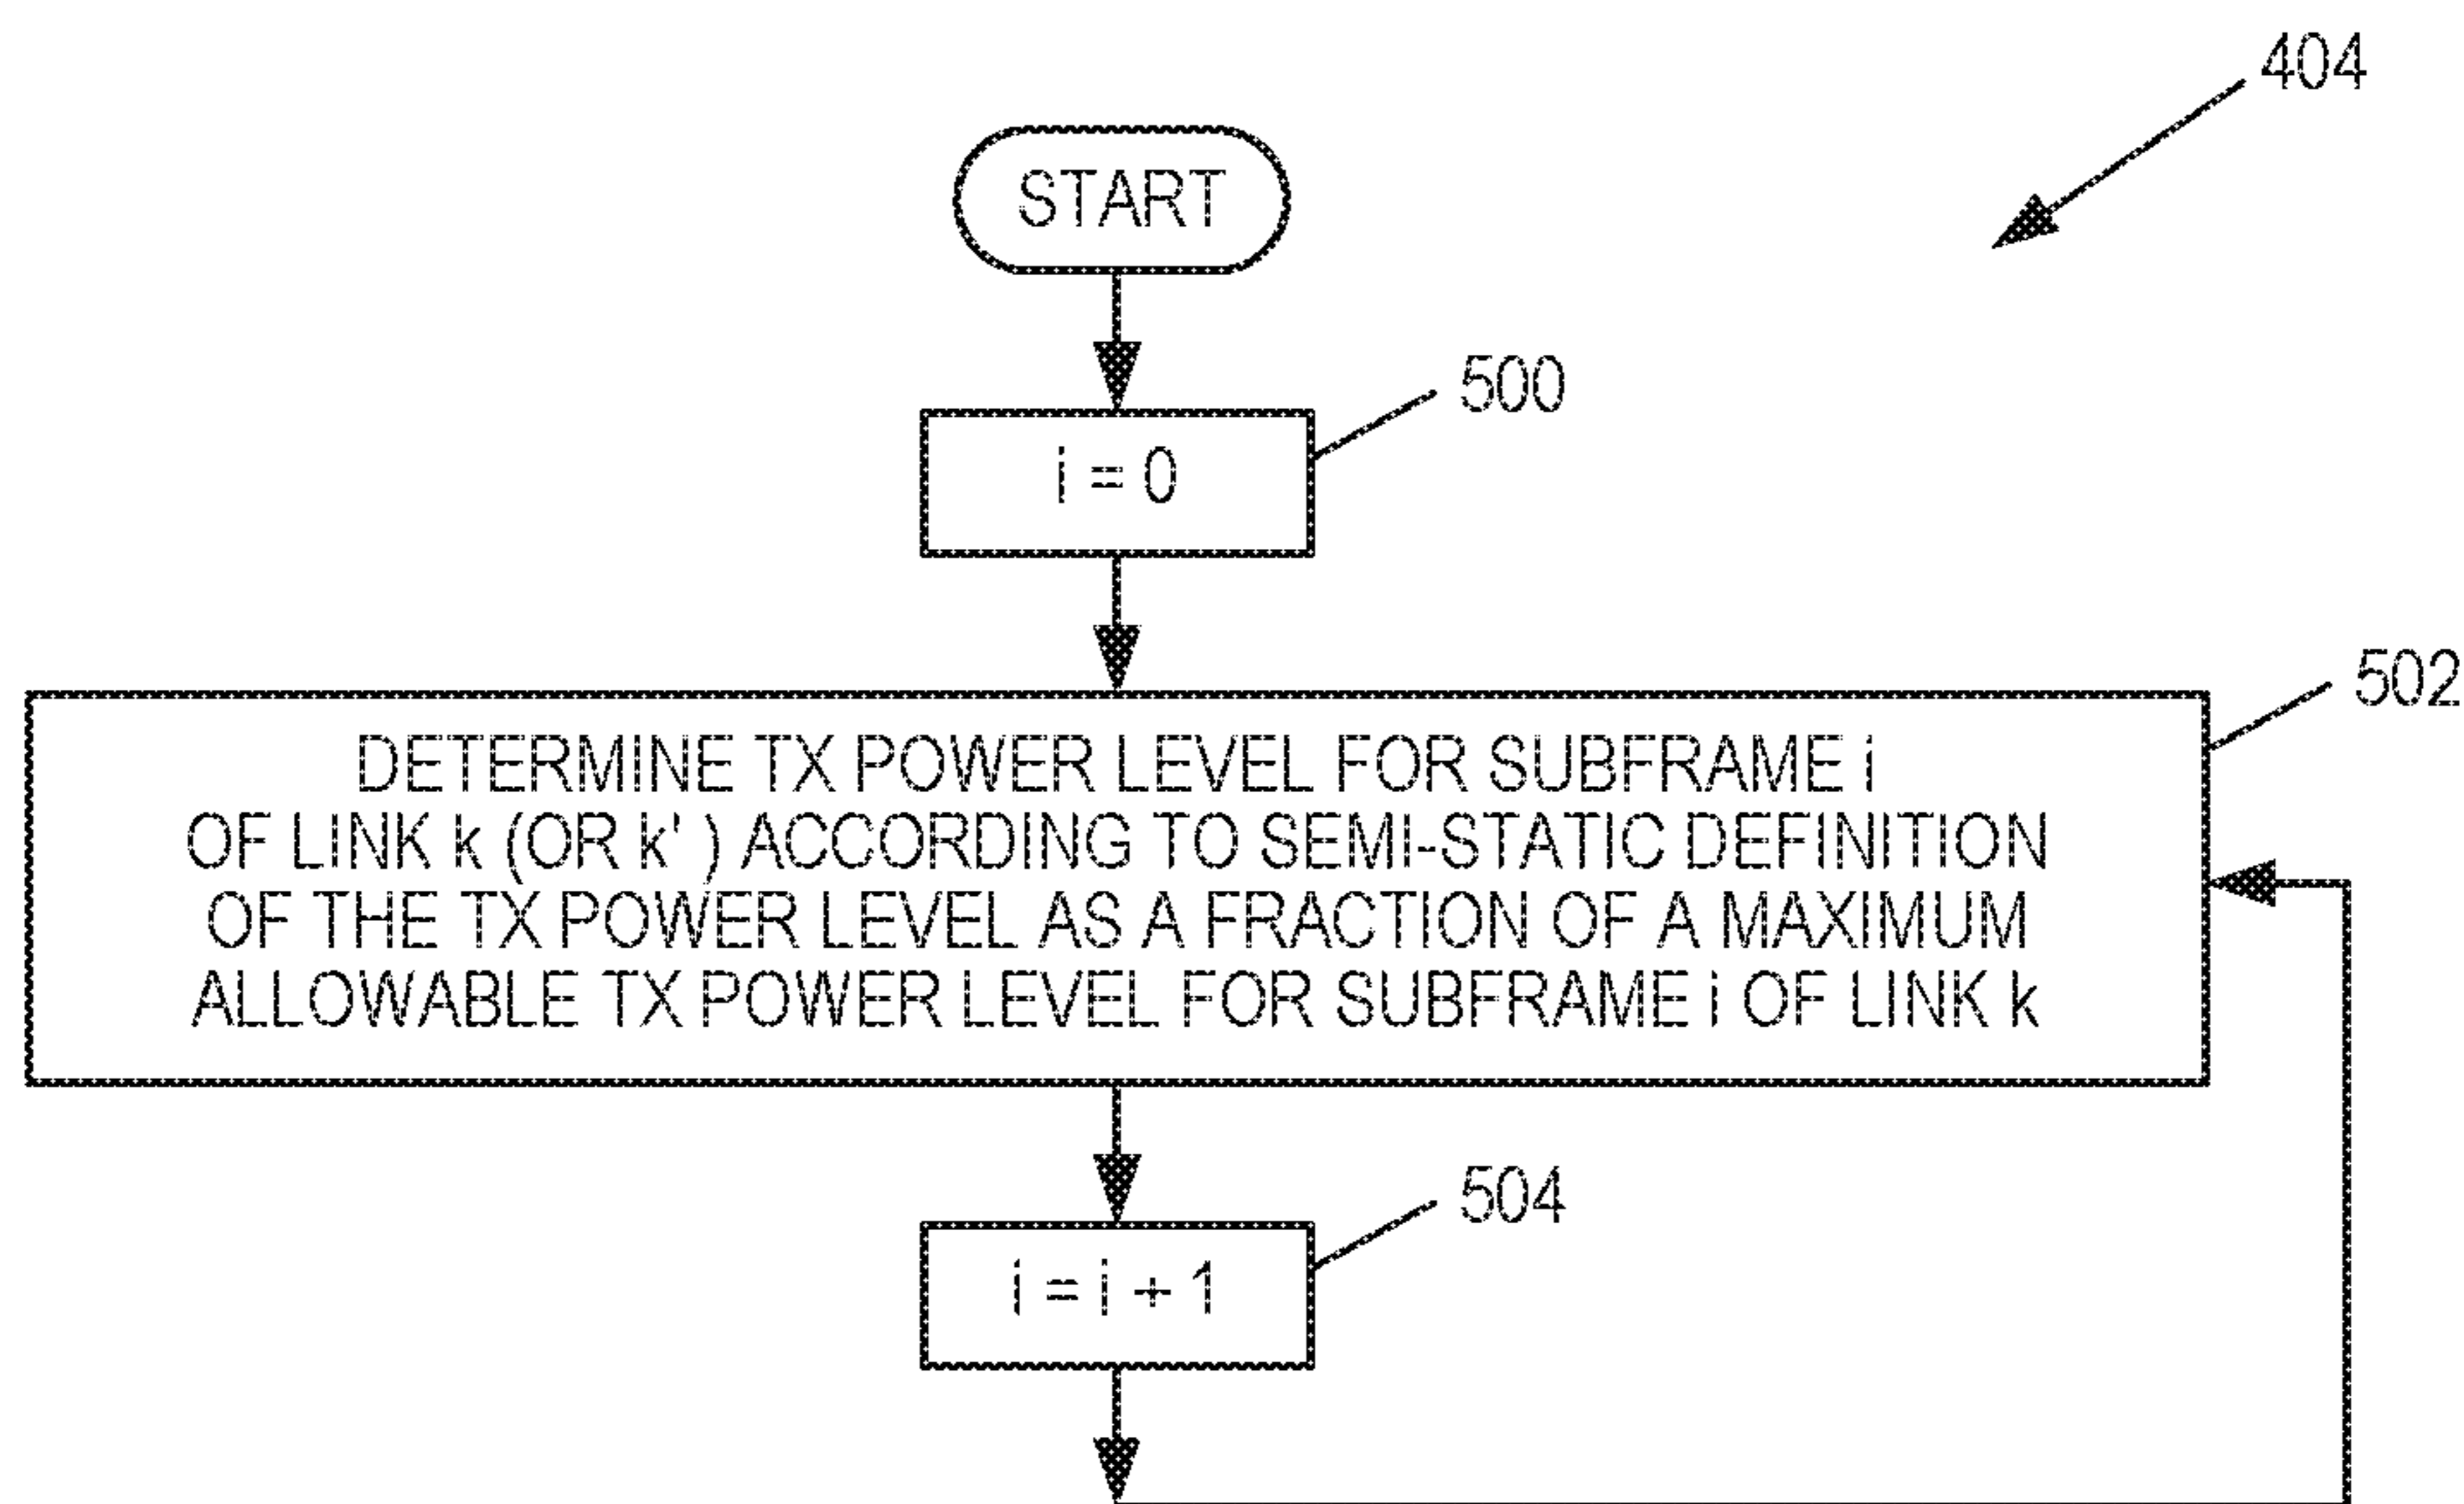 404
START
500
i = 0
502
DETERMINE TX POWER LEVEL FOR SUBFRAME i
OF LINK k (OR k' ) ACCORDING TO SEMI-STATIC DEFINITION
OF THE TX POWER LEVEL AS A FRACTION OF A MAXIMUM
ALLOWABLE TX POWER LEVEL FOR SUBFRAME i OF LINK k
504
i = i + 1